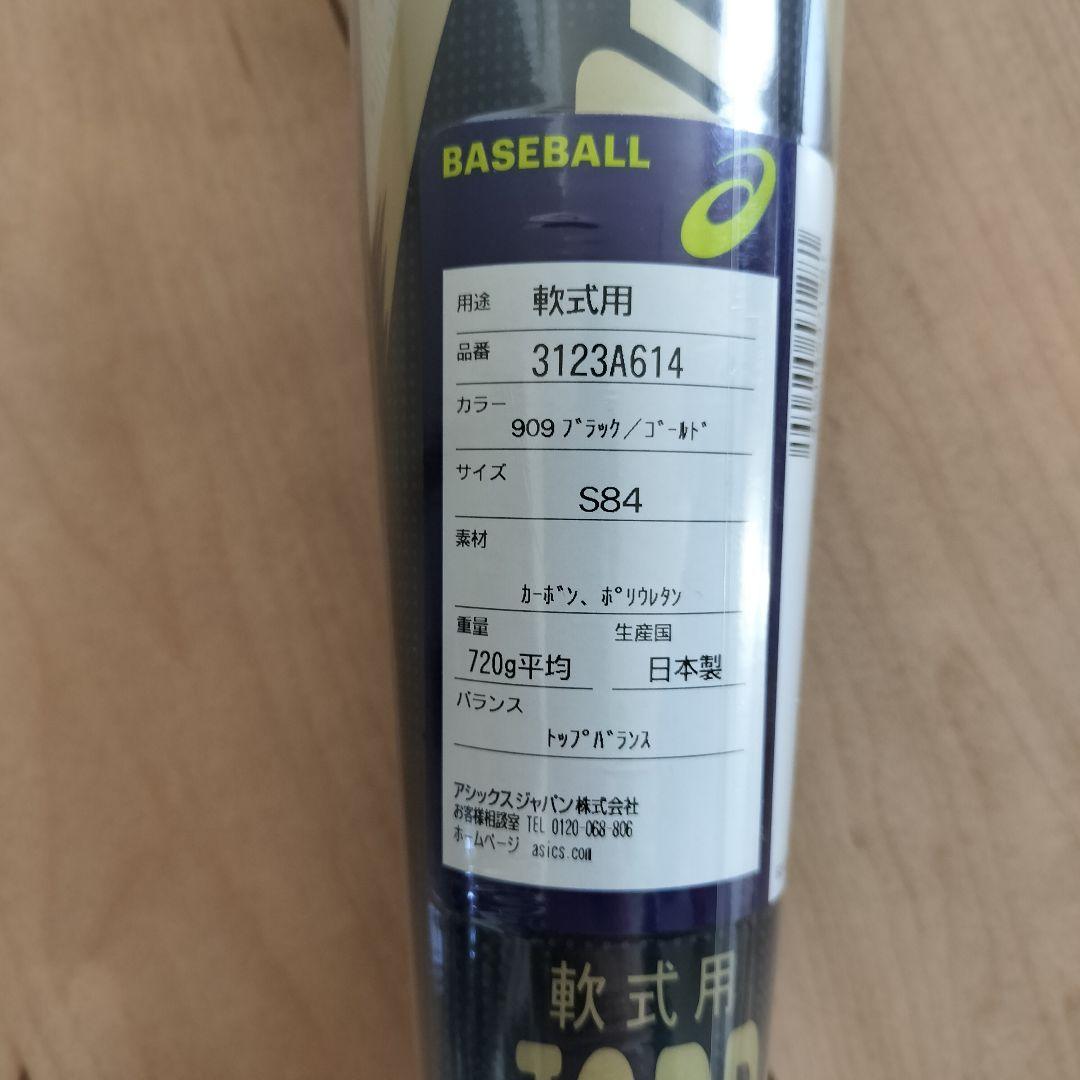 BASEBALL
用途 軟式用
品番 3123A614
カラー
909 ﾌﾞﾗｯｸ／ｺﾞｰﾙﾄﾞ
サイズ
S84
素材
ｶｰﾎﾞﾝ、ﾎﾟﾘｳﾚﾀﾝ
重量 生産国
720g平均 日本製
バランス
ﾄｯﾌﾟﾊﾞﾗﾝｽ
アシックスジャパン株式会社
お客様相談室 TEL 0120-068-806
ホームページ asics.com
軟式用